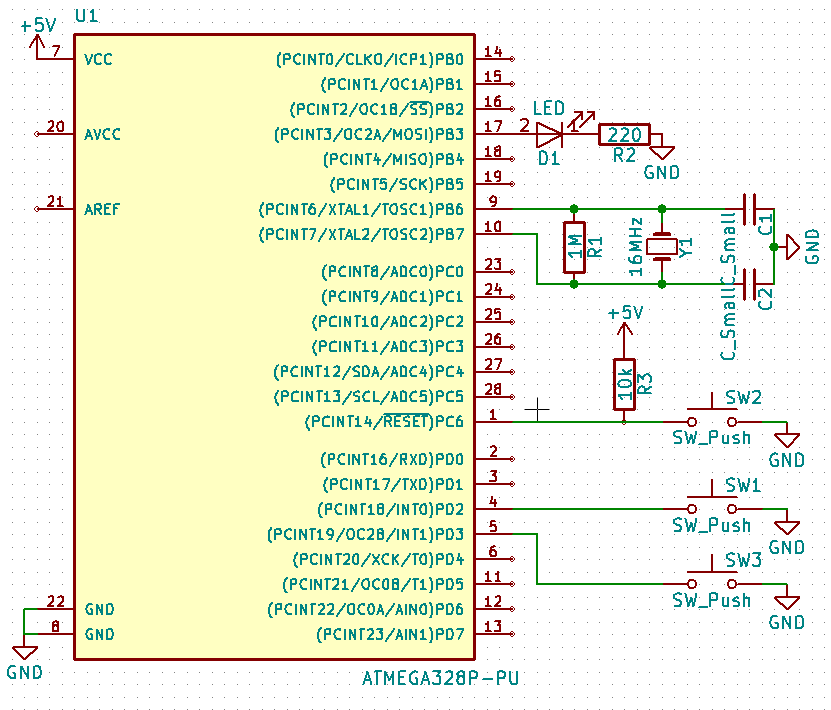 U1
+5V
7 VCC
20 AVCC
21 AREF
22 GND
8 GND
GND
(PCINT0/CLKO/ICP1)PB0 14
(PCINT1/OC1A)PB1 15
(PCINT2/OC1B/SS)PB2 16
(PCINT3/OC2A/MOSI)PB3 17
(PCINT4/MISO)PB4 18
(PCINT5/SCK)PB5 19
(PCINT6/XTAL1/TOSC1)PB6 9
(PCINT7/XTAL2/TOSC2)PB7 10
(PCINT8/ADC0)PC0 23
(PCINT9/ADC1)PC1 24
(PCINT10/ADC2)PC2 25
(PCINT11/ADC3)PC3 26
(PCINT12/SDA/ADC4)PC4 27
(PCINT13/SCL/ADC5)PC5 28
(PCINT14/RESET)PC6 1
(PCINT16/RXD)PD0 2
(PCINT17/TXD)PD1 3
(PCINT18/INT0)PD2 4
(PCINT19/OC2B/INT1)PD3 5
(PCINT20/XCK/T0)PD4 6
(PCINT21/OC0B/T1)PD5 11
(PCINT22/OC0A/AIN0)PD6 12
(PCINT23/AIN1)PD7 13
ATMEGA328P-PU
LED
2 1
D1
220
R2
GND
1M
R1
16MHz
Y1
C_Small
C1
C_Small
C2
GND
+5V
10k
R3
SW2
SW_Push
GND
SW1
SW_Push
GND
SW3
SW_Push
GND